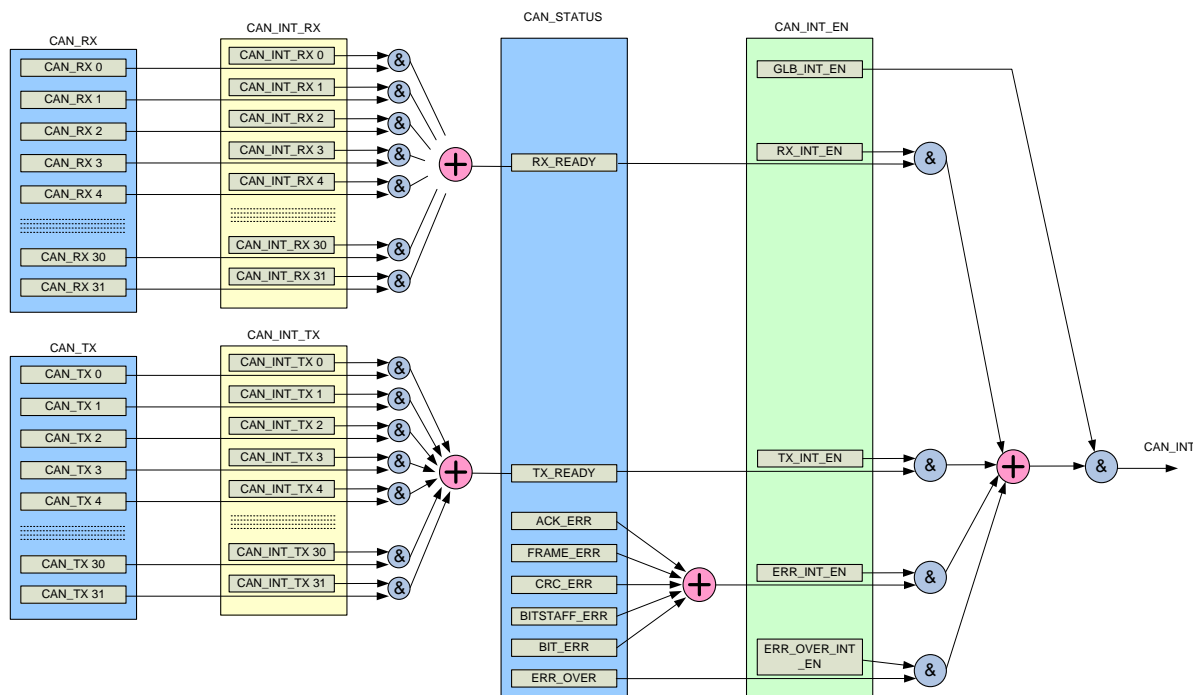 CAN_RX
CAN_RX 0
CAN_RX 1
CAN_RX 2
CAN_RX 3
CAN_RX 4
CAN_RX 30
CAN_RX 31
CAN_INT_RX
CAN_INT_RX 0
CAN_INT_RX 1
CAN_INT_RX 2
CAN_INT_RX 3
CAN_INT_RX 4
CAN_INT_RX 30
CAN_INT_RX 31
&
&
&
&
&
&
&
+
CAN_TX
CAN_TX 0
CAN_TX 1
CAN_TX 2
CAN_TX 3
CAN_TX 4
CAN_TX 30
CAN_TX 31
CAN_INT_TX
CAN_INT_TX 0
CAN_INT_TX 1
CAN_INT_TX 2
CAN_INT_TX 3
CAN_INT_TX 4
CAN_INT_TX 30
CAN_INT_TX 31
&
&
&
&
&
&
&
+
CAN_STATUS
RX_READY
TX_READY
ACK_ERR
FRAME_ERR
CRC_ERR
BITSTAFF_ERR
BIT_ERR
ERR_OVER
+
CAN_INT_EN
GLB_INT_EN
RX_INT_EN
TX_INT_EN
ERR_INT_EN
ERR_OVER_INT
_EN
&
&
&
&
+
&
CAN_INT